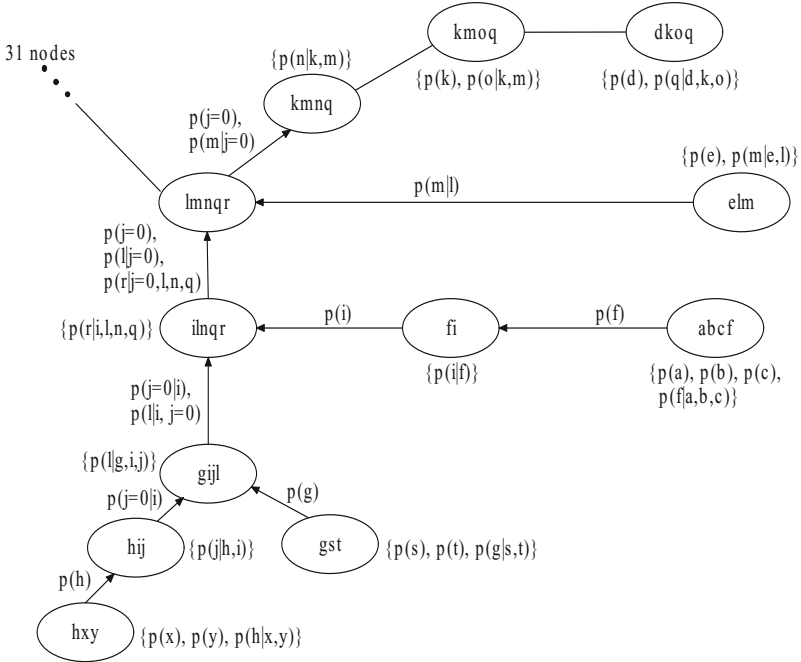 kmoq
dkoq
31 nodes
{p(n|k,m)}
{p(k), p(o|k,m)}
{p(d), p(q|d,k,o)}
kmnq
p(j=0),
p(m|j=0)
{p(e), p(m|e,l)}
p(m|l)
lmnqr
elm
p(j=0),
p(l|j=0),
p(r|j=0,l,n,q)
p(i)
p(f)
{p(r|i,l,n,q)}
ilnqr
fi
abcf
{p(i|f)}
{p(a), p(b), p(c),
p(f|a,b,c)}
p(j=0|i),
p(l|i, j=0)
{p(l|g,i,j)}
gijl
p(j=0|i)
p(g)
hij
{p(j|h,i)}
gst
{p(s), p(t), p(g|s,t)}
p(h)
hxy
{p(x), p(y), p(h|x,y)}